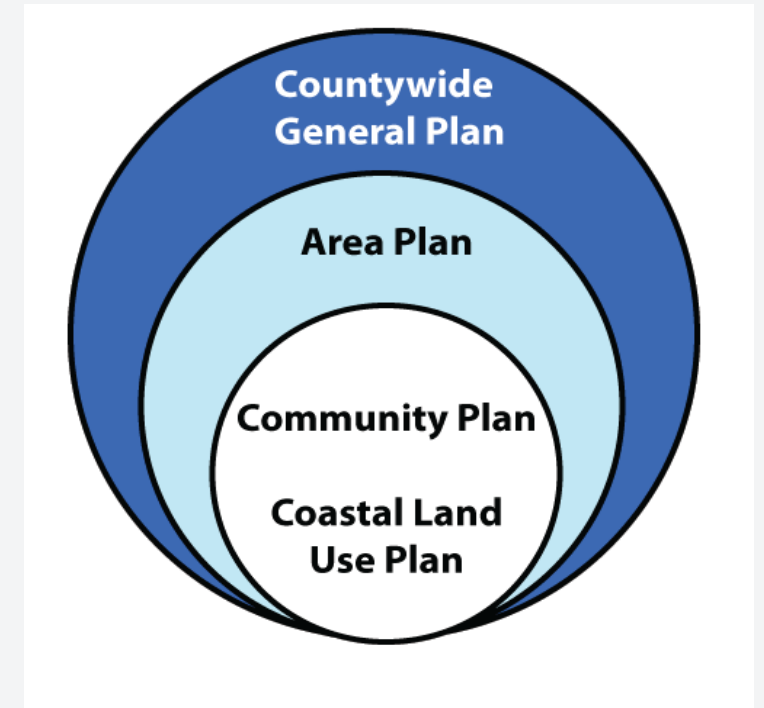 Countywide
General Plan
Area Plan
Community Plan
Coastal Land
Use Plan